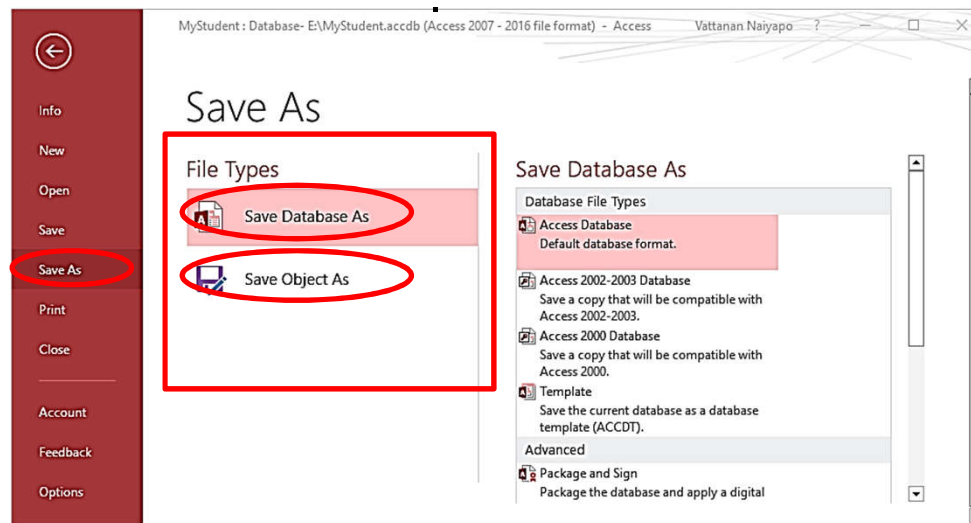 MyStudent : Database- E:\MyStudent.accdb (Access 2007 - 2016 file format) - Access Vattanan Naiyapo ?
Info
New
Open
Save
Save As
Print
Close
Account
Feedback
Options
Save As
File Types
Save Database As
Save Object As
Save Database As
Database File Types
Access Database
Default database format.
Access 2002-2003 Database
Save a copy that will be compatible with
Access 2002-2003.
Access 2000 Database
Save a copy that will be compatible with
Access 2000.
Template
Save the current database as a database
template (ACCDT).
Advanced
Package and Sign
Package the database and apply a digital